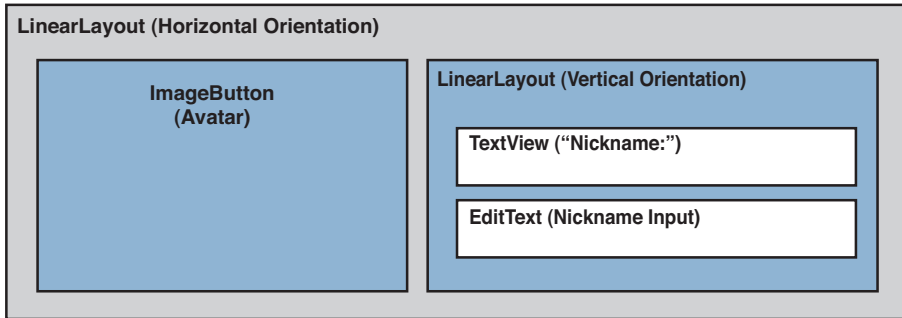 LinearLayout (Horizontal Orientation)
ImageButton
(Avatar)
LinearLayout (Vertical Orientation)
TextView (“Nickname:”)
EditText (Nickname Input)